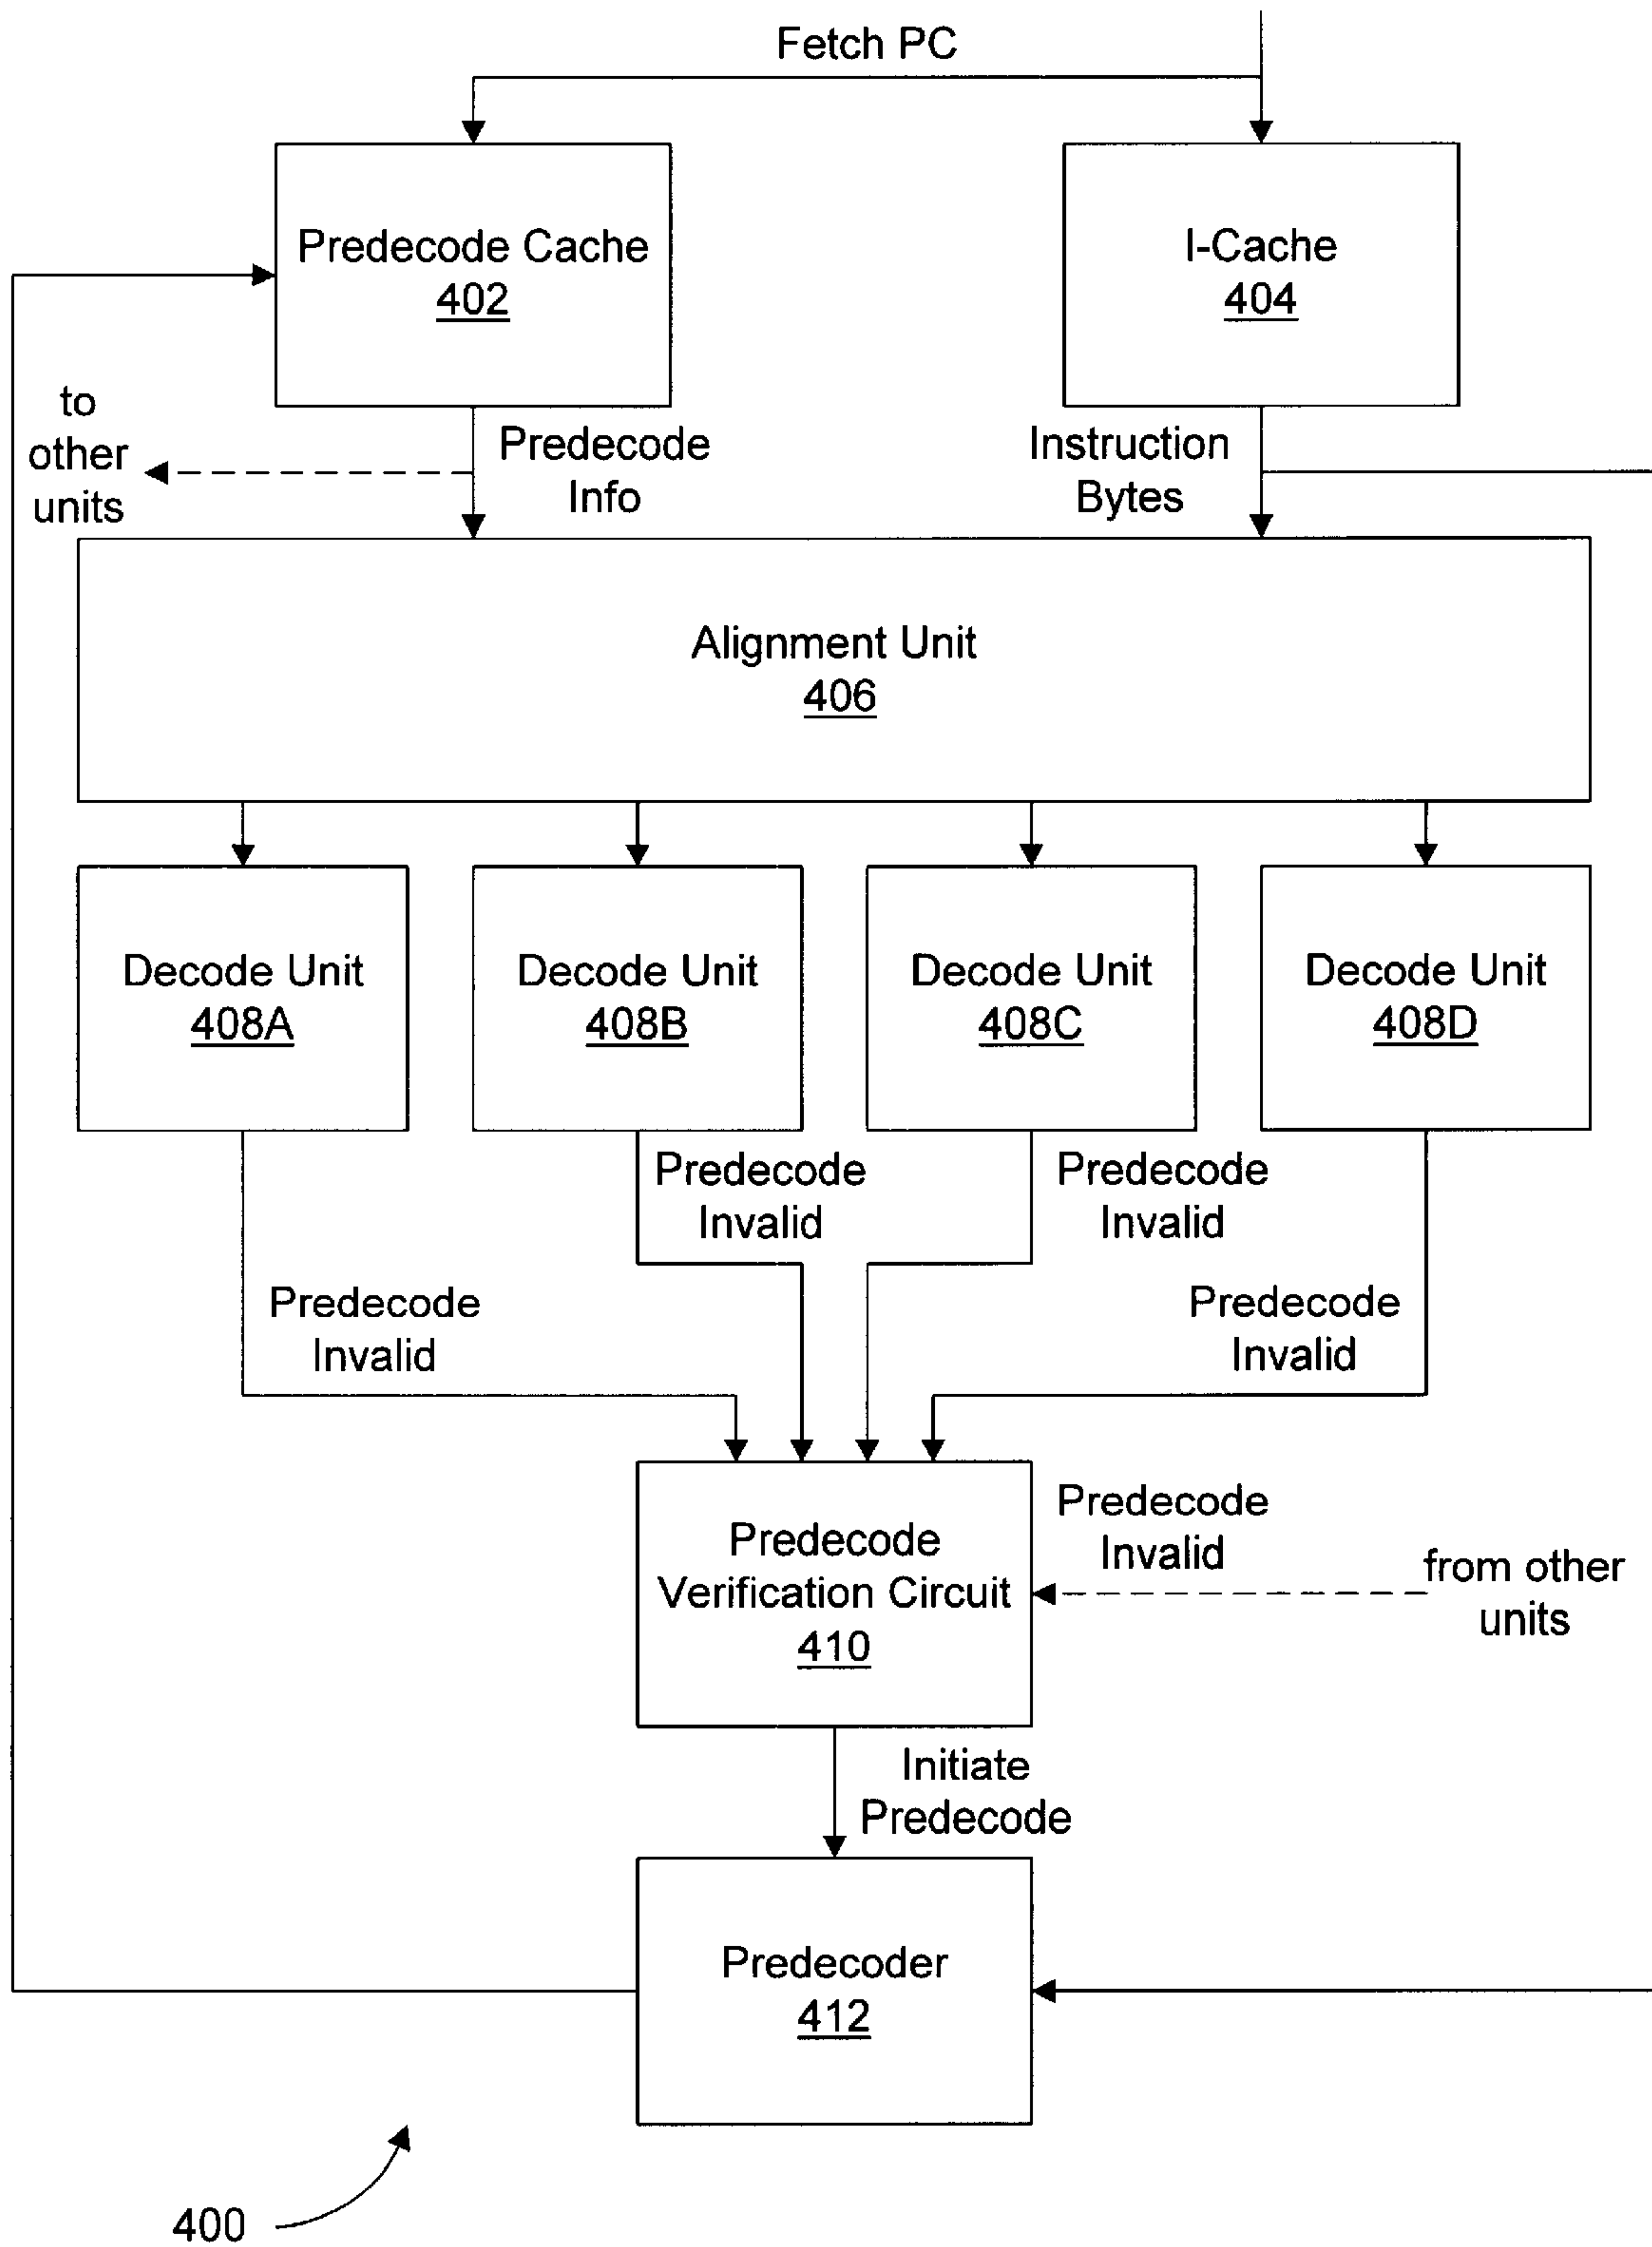 Fetch PC
Predecode Cache
402
I-Cache
404
to
other
units
Predecode
Info
Instruction
Bytes
Alignment Unit
406
Decode Unit
408A
Decode Unit
408B
Decode Unit
408C
Decode Unit
408D
Predecode
Invalid
Predecode
Invalid
Predecode
Invalid
Predecode
Invalid
Predecode
Verification Circuit
410
Predecode
Invalid
from other
units
Initiate
Predecode
Predecoder
412
400